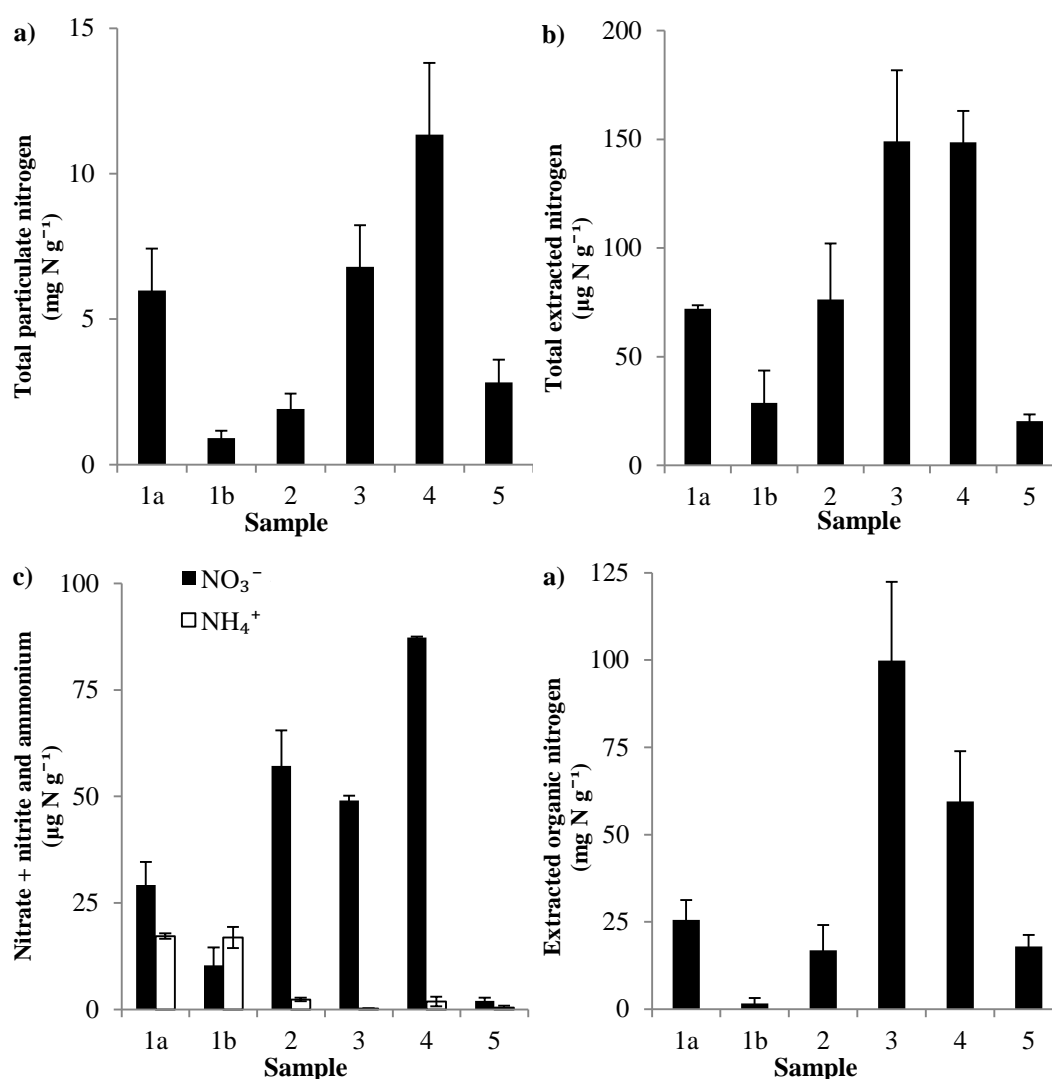 a)
Total particulate nitrogen
(mg N g⁻¹)
15
10
5
0
1a 1b 2 3 4 5
Sample
b)
Total extracted nitrogen
(µg N g⁻¹)
200
150
100
50
0
1a 1b 2 3 4 5
Sample
c)
NO₃⁻
NH₄⁺
Nitrate + nitrite and ammonium
(µg N g⁻¹)
100
75
50
25
0
1a 1b 2 3 4 5
Sample
a)
Extracted organic nitrogen
(mg N g⁻¹)
125
100
75
50
25
0
1a 1b 2 3 4 5
Sample